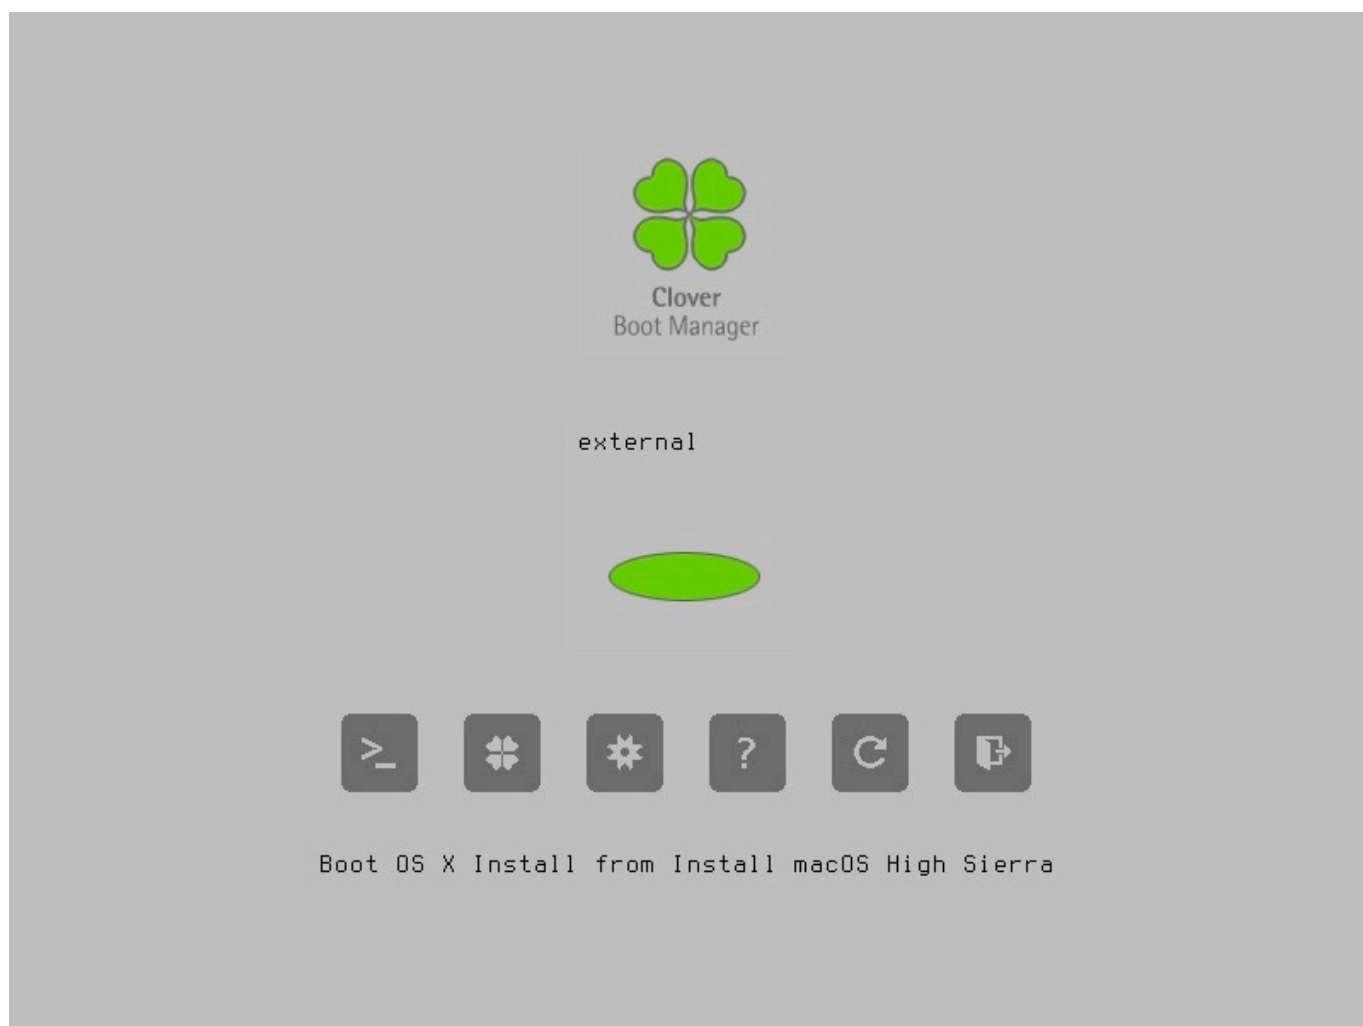 Clover
Boot Manager
external
>_
?
Boot OS X Install from Install macOS High Sierra